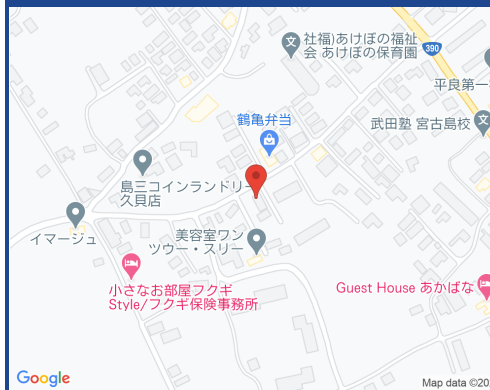 社福)あけぼの福祉
会 あけぼの保育園
390
平良第一
鶴亀弁当
武田塾 宮古島校
島三コインランドリー
久貝店
イマージュ
美容室ワン
ツウー・スリー
小さなお部屋フクギ
Style/フクギ保険事務所
Guest House あかばな
Google
Map data ©20